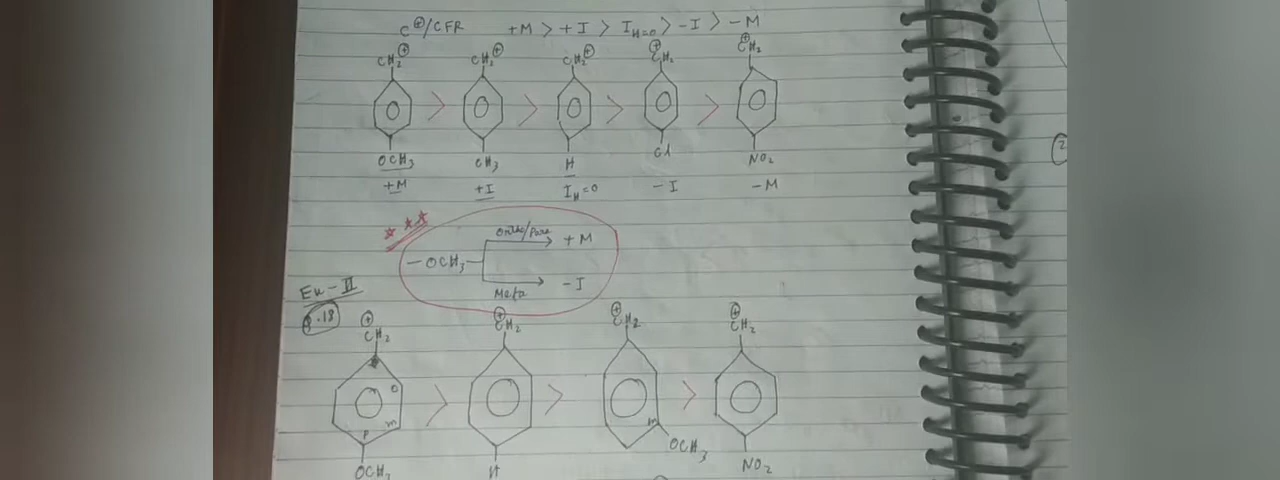 C⊕/CFR +M > +I > I_H=0 > -I > -M
CH₂⊕ CH₂⊕ CH₂⊕ ⊕CH₂ ⊕CH₂
> > > >
OCH₃ CH₃ H Cl NO₂
+M +I I_H=0 -I -M
Ortho/Para
+M
-OCH₃-
Meta -I
Ex-II
Q.18
⊕CH₂ ⊕CH₂ ⊕CH₂ ⊕CH₂
o
> > >
p m m
OCH₃ H OCH₃ NO₂
2